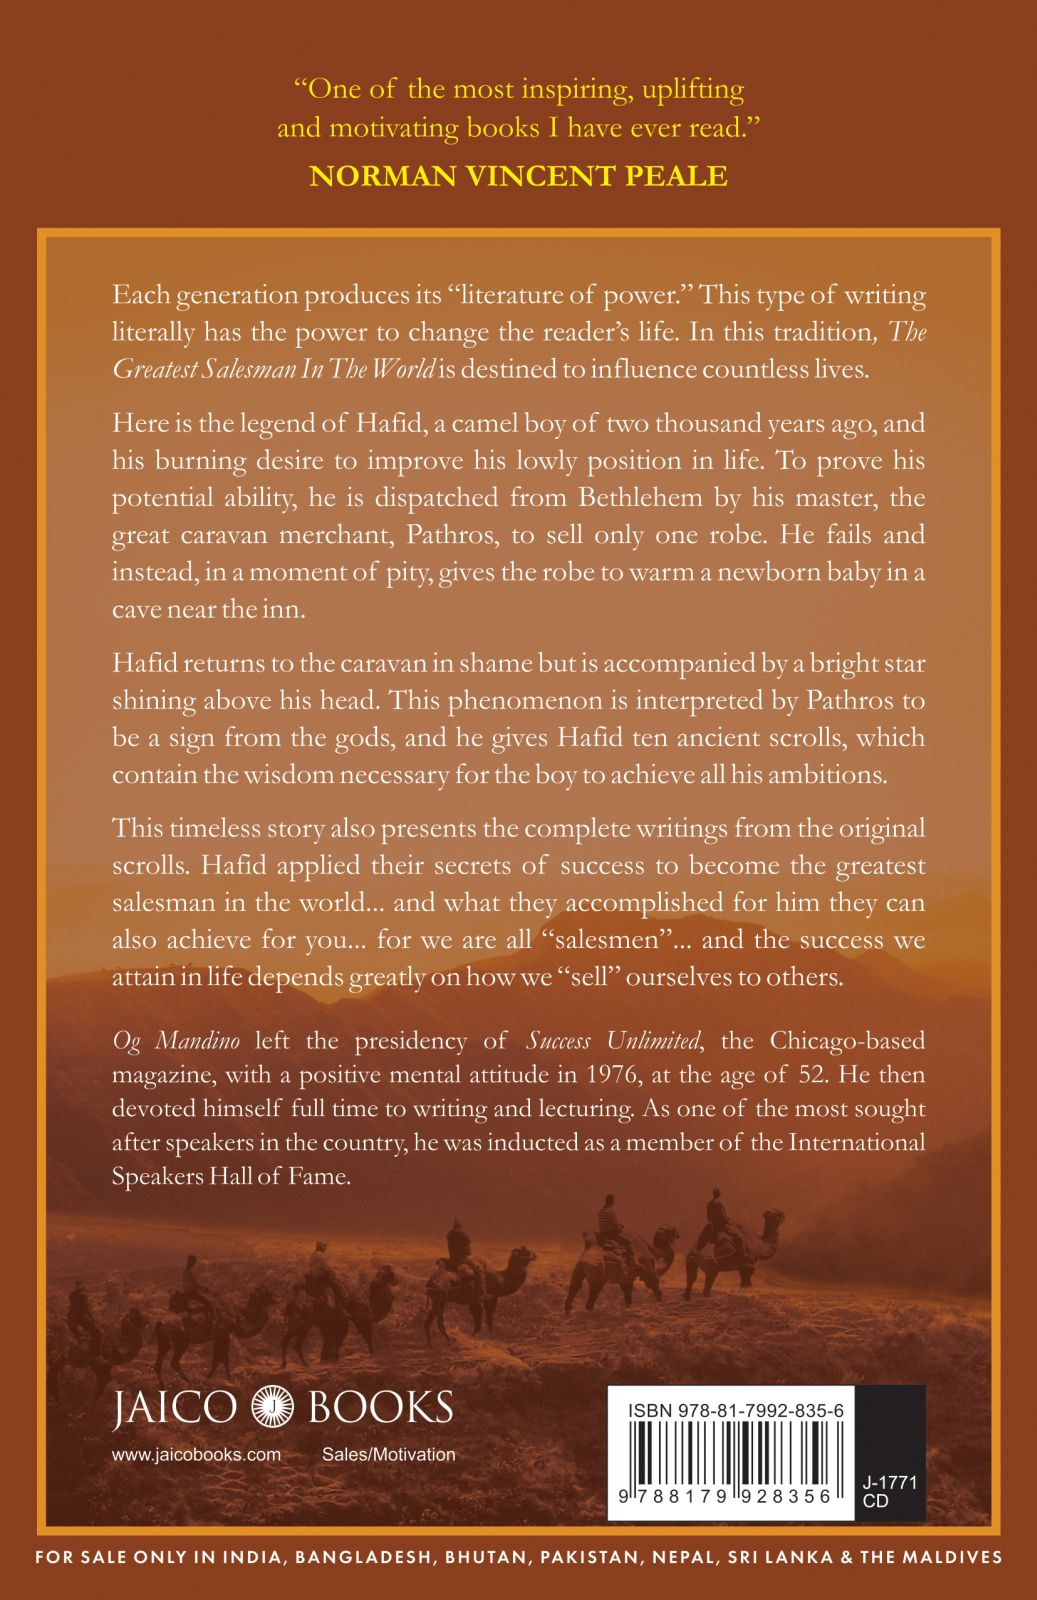 “One of the most inspiring, uplifting
and motivating books I have ever read.”
NORMAN VINCENT PEALE
Each generation produces its “literature of power.” This type of writing
literally has the power to change the reader’s life. In this tradition, The
Greatest Salesman In The World is destined to influence countless lives.
Here is the legend of Hafid, a camel boy of two thousand years ago, and
his burning desire to improve his lowly position in life. To prove his
potential ability, he is dispatched from Bethlehem by his master, the
great caravan merchant, Pathros, to sell only one robe. He fails and
instead, in a moment of pity, gives the robe to warm a newborn baby in a
cave near the inn.
Hafid returns to the caravan in shame but is accompanied by a bright star
shining above his head. This phenomenon is interpreted by Pathros to
be a sign from the gods, and he gives Hafid ten ancient scrolls, which
contain the wisdom necessary for the boy to achieve all his ambitions.
This timeless story also presents the complete writings from the original
scrolls. Hafid applied their secrets of success to become the greatest
salesman in the world... and what they accomplished for him they can
also achieve for you... for we are all “salesmen”... and the success we
attain in life depends greatly on how we “sell” ourselves to others.
Og Mandino left the presidency of Success Unlimited, the Chicago-based
magazine, with a positive mental attitude in 1976, at the age of 52. He then
devoted himself full time to writing and lecturing. As one of the most sought
after speakers in the country, he was inducted as a member of the International
Speakers Hall of Fame.
JAICO J BOOKS
www.jaicobooks.com Sales/Motivation
ISBN 978-81-7992-835-6
9 788179 928356
J-1771
CD
FOR SALE ONLY IN INDIA, BANGLADESH, BHUTAN, PAKISTAN, NEPAL, SRI LANKA & THE MALDIVES